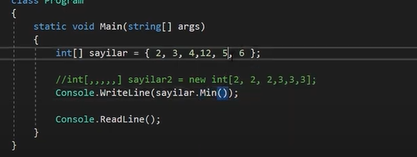 class Program
{
static void Main(string[] args)
{
int[] sayilar = { 2, 3, 4,12, 5, 6 };
//int[,,,,,] sayilar2 = new int[2, 2, 2,3,3,3];
Console.WriteLine(sayilar.Min());
Console.ReadLine();
}
}